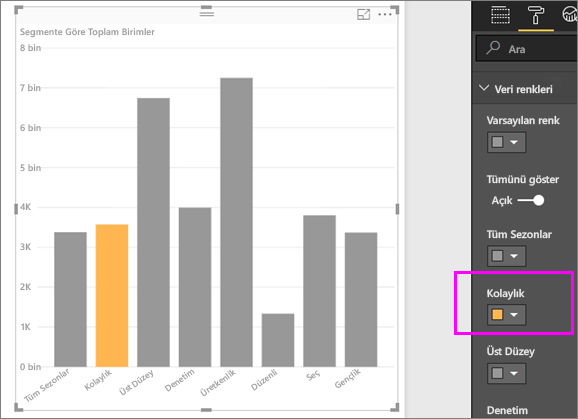 Segmente Göre Toplam Birimler
8 bin
7 bin
6 bin
5 bin
4K
3K
2K
1K
0 bin
Tüm Sezonlar
Kolaylık
Üst Düzey
Denetim
Üretkenlik
Düzenli
Seç
Gençlik
Ara
Veri renkleri
Varsayılan renk
Tümünü göster
Açık
Tüm Sezonlar
Kolaylık
Üst Düzey
Denetim